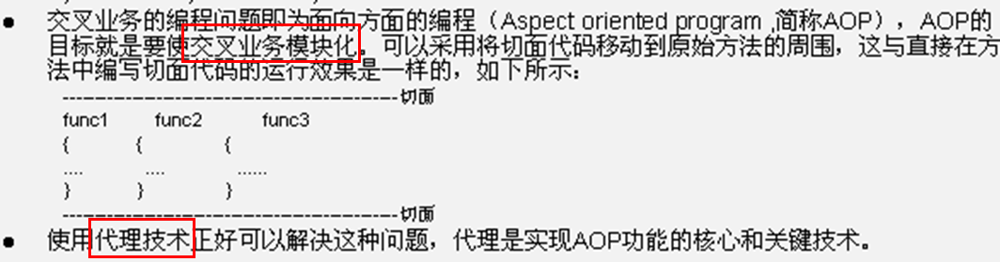 ● 交叉业务的编程问题即为面向方面的编程（Aspect oriented program ,简称AOP），AOP的
目标就是要使交叉业务模块化。可以采用将切面代码移动到原始方法的周围，这与直接在方
法中编写切面代码的运行效果是一样的，如下所示：
------------------------------------------------------切面
func1 func2 func3
{ { {
.... .... ......
} } }
------------------------------------------------------切面
● 使用代理技术正好可以解决这种问题，代理是实现AOP功能的核心和关键技术。